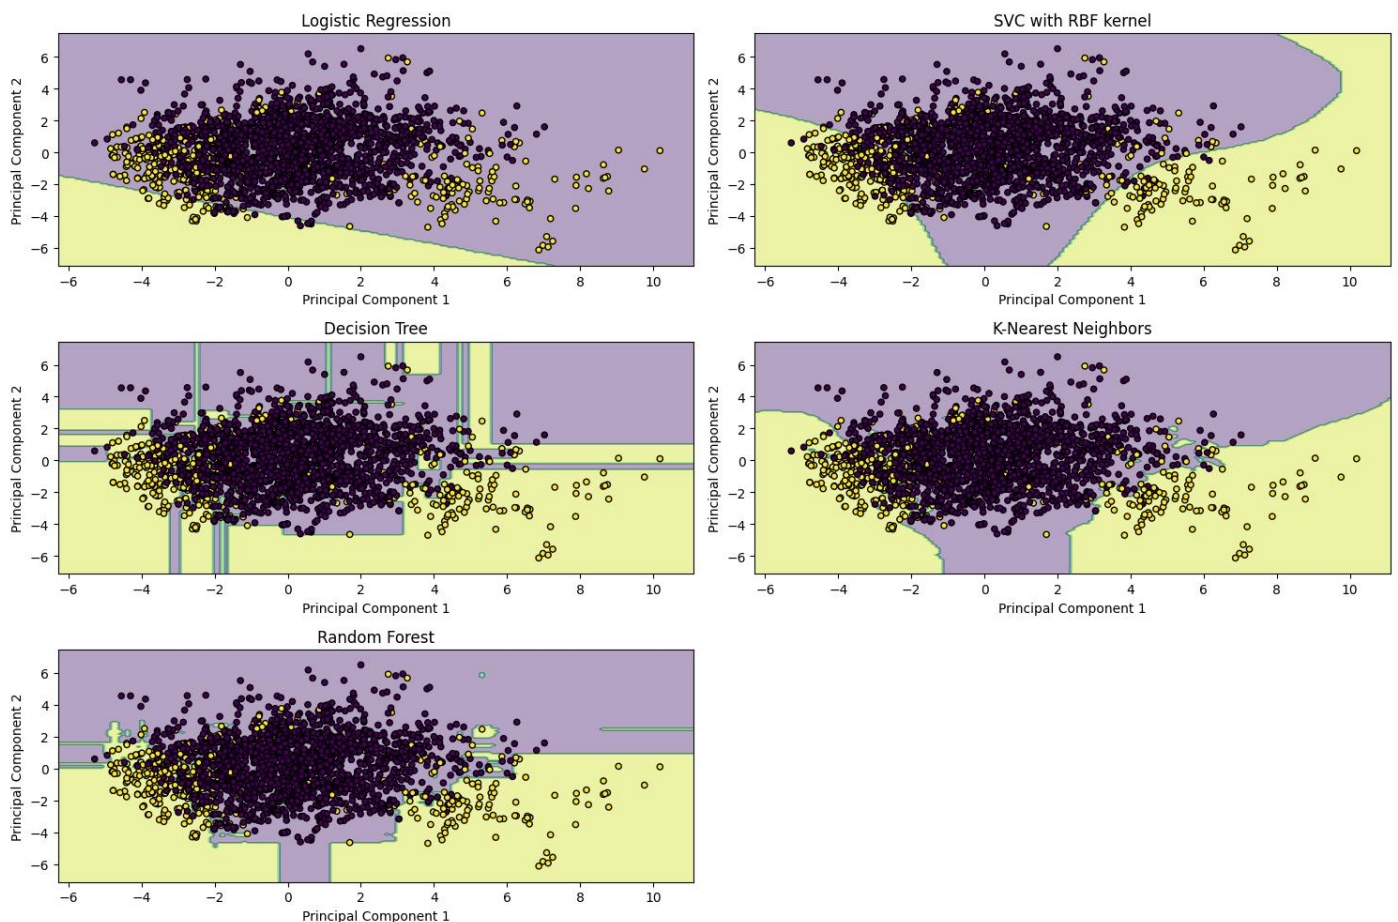 Logistic Regression
Principal Component 2
6
4
2
0
−2
−4
−6
−6 −4 −2 0 2 4 6 8 10
Principal Component 1
SVC with RBF kernel
Principal Component 2
6
4
2
0
−2
−4
−6
−6 −4 −2 0 2 4 6 8 10
Principal Component 1
Decision Tree
Principal Component 2
6
4
2
0
−2
−4
−6
−6 −4 −2 0 2 4 6 8 10
Principal Component 1
K-Nearest Neighbors
Principal Component 2
6
4
2
0
−2
−4
−6
−6 −4 −2 0 2 4 6 8 10
Principal Component 1
Random Forest
Principal Component 2
6
4
2
0
−2
−4
−6
−6 −4 −2 0 2 4 6 8 10
Principal Component 1